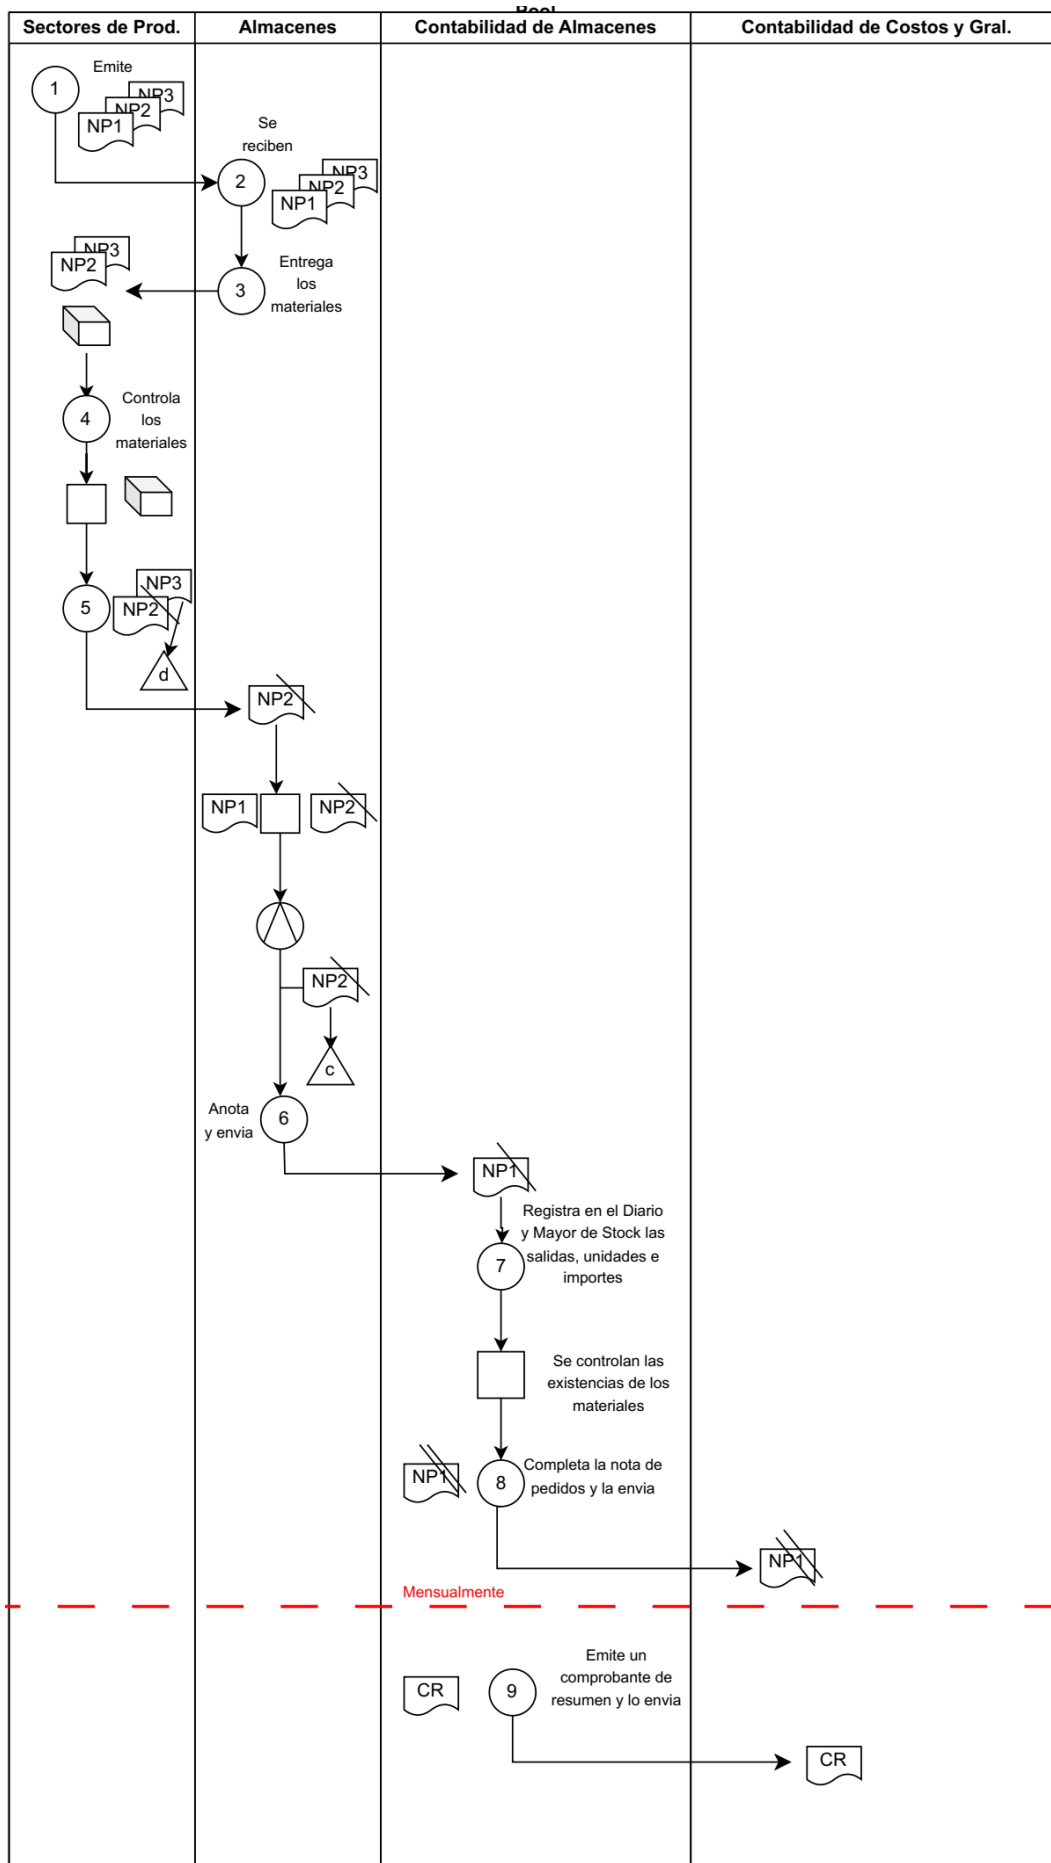 Pool
Sectores de Prod.
Almacenes
Contabilidad de Almacenes
Contabilidad de Costos y Gral.
1
Emite
NP3
NP2
NP1
Se
reciben
2
NP3
NP2
NP1
NP3
NP2
3
Entrega
los
materiales
4
Controla
los
materiales
5
NP3
NP2
d
NP2
NP1
NP2
NP2
c
Anota
y envia
6
NP1
Registra en el Diario
y Mayor de Stock las
salidas, unidades e
importes
7
Se controlan las
existencias de los
materiales
NP1
8
Completa la nota de
pedidos y la envia
NP1
Mensualmente
CR
9
Emite un
comprobante de
resumen y lo envia
CR